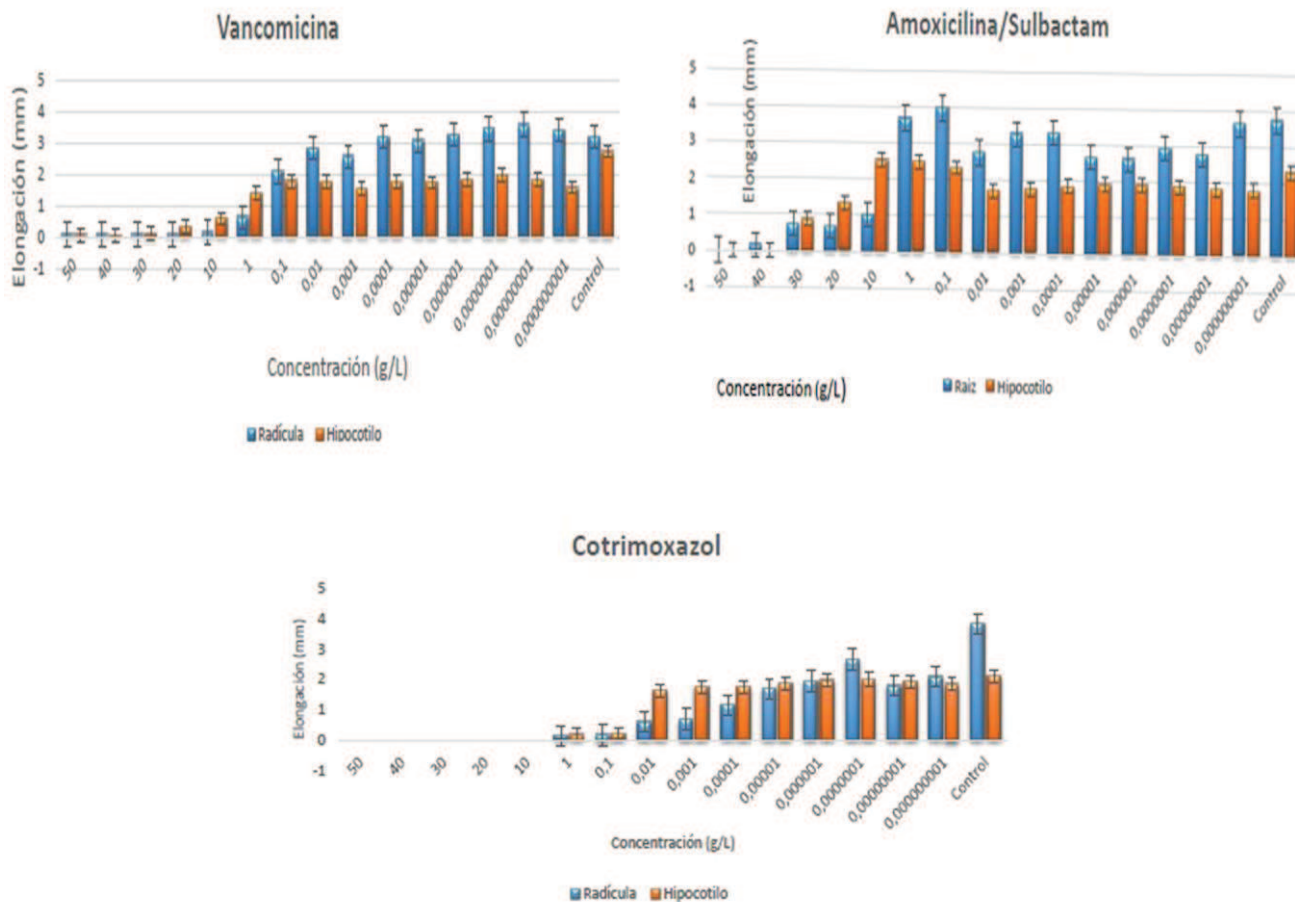 Vancomicina
Elongación (mm)
5
4
3
2
1
0
-1
50 40 30 20 10 1 0,1 0,01 0,001 0,0001 0,00001 0,000001 0,0000001 0,00000001 0,000000001 Control
Concentración (g/L)
Radícula Hipocotilo
Amoxicilina/Sulbactam
Elongación (mm)
5
4
3
2
1
0
-1
50 40 30 20 10 1 0,1 0,01 0,001 0,0001 0,00001 0,000001 0,0000001 0,00000001 0,000000001 Control
Concentración (g/L)
Raiz Hipocotilo
Cotrimoxazol
Elongación (mm)
5
4
3
2
1
0
-1
50 40 30 20 10 1 0,1 0,01 0,001 0,0001 0,00001 0,000001 0,0000001 0,00000001 0,000000001 Control
Concentración (g/L)
Radícula Hipocotilo